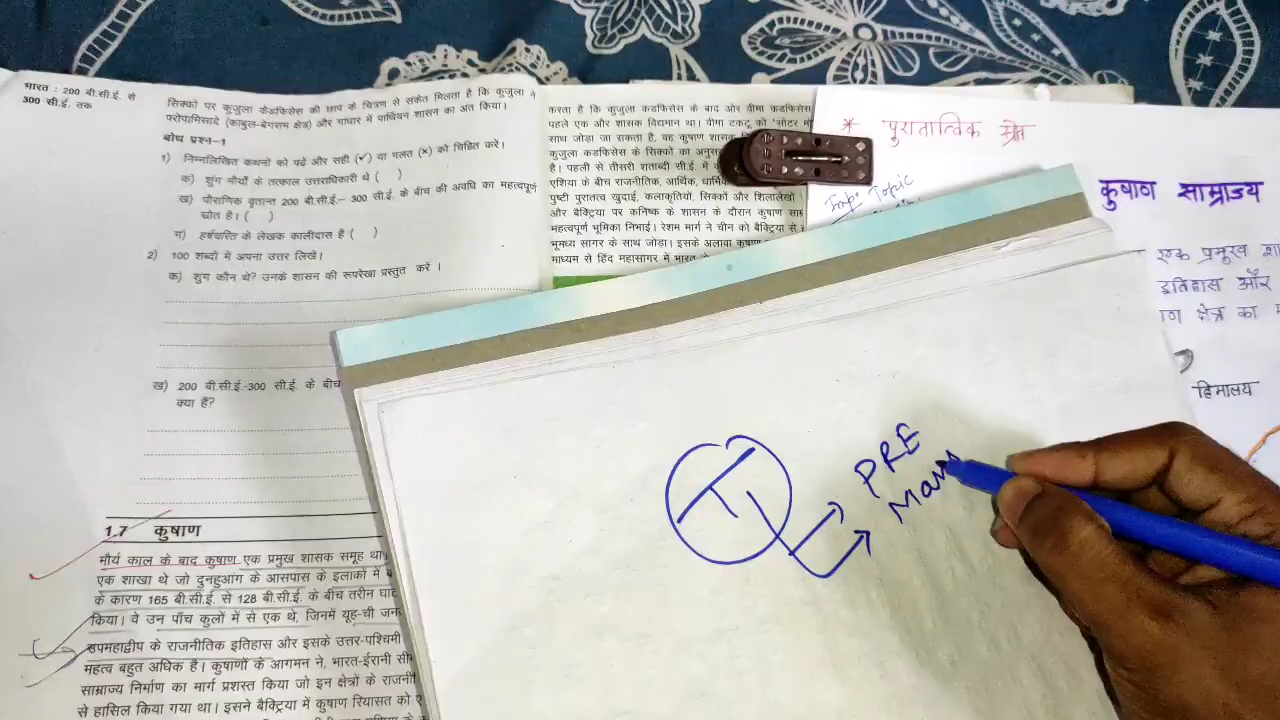 भारत : 200 बी.सी.ई. से
300 सी.ई. तक
सिक्कों पर कुजुला केडफिसेस की छाप के चित्रण से संकेत मिलता है कि कुजुला ने
परोपामिसादे (काबुल-बेगराम क्षेत्र) और गांधार में पार्थियन शासन का अंत किया।
बोध प्रश्न-1
1) निम्नलिखित कथनों को पढ़ें और सही (✓) या गलत (×) को चिह्नित करें।
क) शुंग मौर्यों के तत्काल उत्तराधिकारी थे ( )
ख) पौराणिक वृत्तान्त 200 बी.सी.ई.– 300 सी.ई. के बीच की अवधि का महत्वपूर्ण
स्रोत है। ( )
ग) हर्षचरित के लेखक कालीदास हैं ( )
2) 100 शब्दों में अपना उत्तर लिखें।
क) शुंग कौन थे? उनके शासन की रूपरेखा प्रस्तुत करें ।
ख) 200 बी.सी.ई-300 सी.ई. के बीच
क्या हैं?
1.7 कुषाण
मौर्य काल के बाद कुषाण एक प्रमुख शासक समूह था
एक शाखा थे जो दुनहुआंग के आसपास के इलाकों में
के कारण 165 बी.सी.ई. से 128 बी.सी.ई. के बीच तरीन
किया। वे उन पाँच कुलों में से एक थे, जिनमें यूह-ची
उपमहाद्वीप के राजनीतिक इतिहास और इसके उत्तर-पश्चिमी
महत्व बहुत अधिक है। कुषाणों के आगमन ने, भारत-ईरानी
साम्राज्य निर्माण का मार्ग प्रशस्त किया जो इन क्षेत्रों के
से हासिल किया गया था। इसने बैक्ट्रिया में कुषाण रियासत को
करता है कि कुजुला कडफिसेस के बाद और वीमा कडफिसेस
पहले एक और शासक विद्यमान था। वीमा टकटू को 'सोटर
साथ जोड़ा जा सकता है, वह कुषाण शासक
कुजुला कडफिसेस के सिक्कों का
है। पहली से तीसरी शताब्दी सी.ई. में
एशिया के बीच राजनीतिक, आर्थिक,
पुष्टी पुरातत्व खुदाई, कलाकृतियों, सिक्कों और शिलालेखों
और बैक्ट्रिया पर कनिष्क के शासन के दौरान कुषाण
महत्वपूर्ण भूमिका निभाई। रेशम मार्ग ने चीन को बैक्ट्रिया से
भूमध्य सागर के साथ जोड़ा। इसके अलावा कुषाण
माध्यम से हिंद महासागर में भारत
* पुरातात्विक स्रोत
Imp: Topic
कुषाण साम्राज्य
एक प्रमुख
इतिहास और
क्षेत्र का
हिमालय
T
PRE